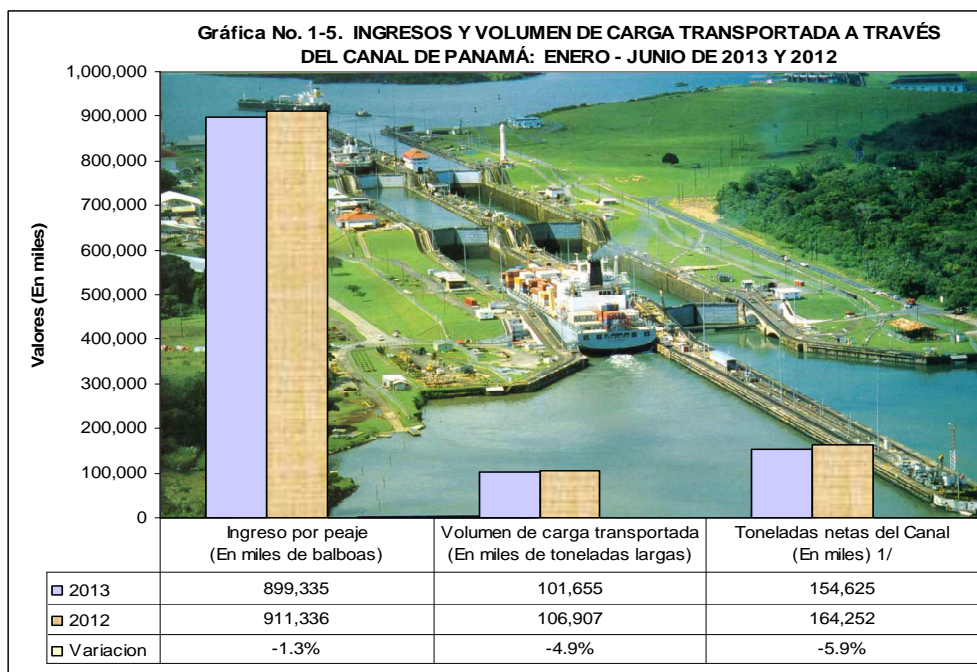 Gráfica No. 1-5. INGRESOS Y VOLUMEN DE CARGA TRANSPORTADA A TRAVÉS
DEL CANAL DE PANAMÁ: ENERO - JUNIO DE 2013 Y 2012
Valores (En miles)
1,000,000
900,000
800,000
700,000
600,000
500,000
400,000
300,000
200,000
100,000
0
Ingreso por peaje
(En miles de balboas)
Volumen de carga transportada
(En miles de toneladas largas)
Toneladas netas del Canal
(En miles) 1/
2013 899,335 101,655 154,625
2012 911,336 106,907 164,252
Variacion -1.3% -4.9% -5.9%